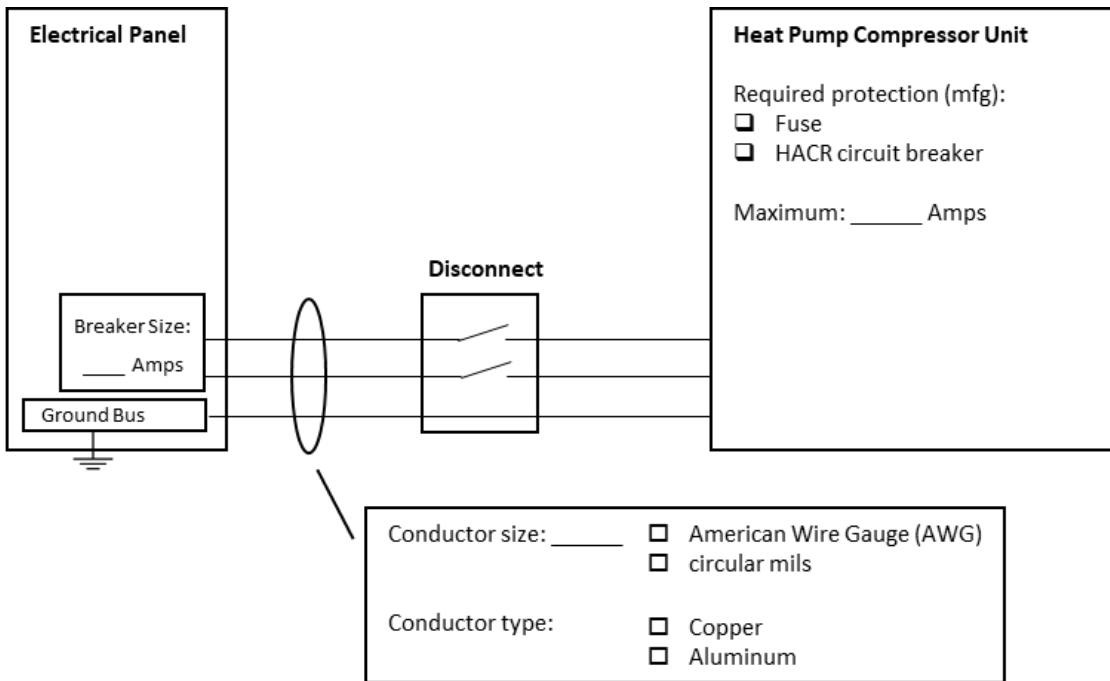 Electrical Panel
Heat Pump Compressor Unit
Required protection (mfg):
❑ Fuse
❑ HACR circuit breaker
Maximum: ______ Amps
Disconnect
Breaker Size:
____ Amps
Ground Bus
Conductor size: ______ ☐ American Wire Gauge (AWG)
☐ circular mils
Conductor type: ☐ Copper
☐ Aluminum